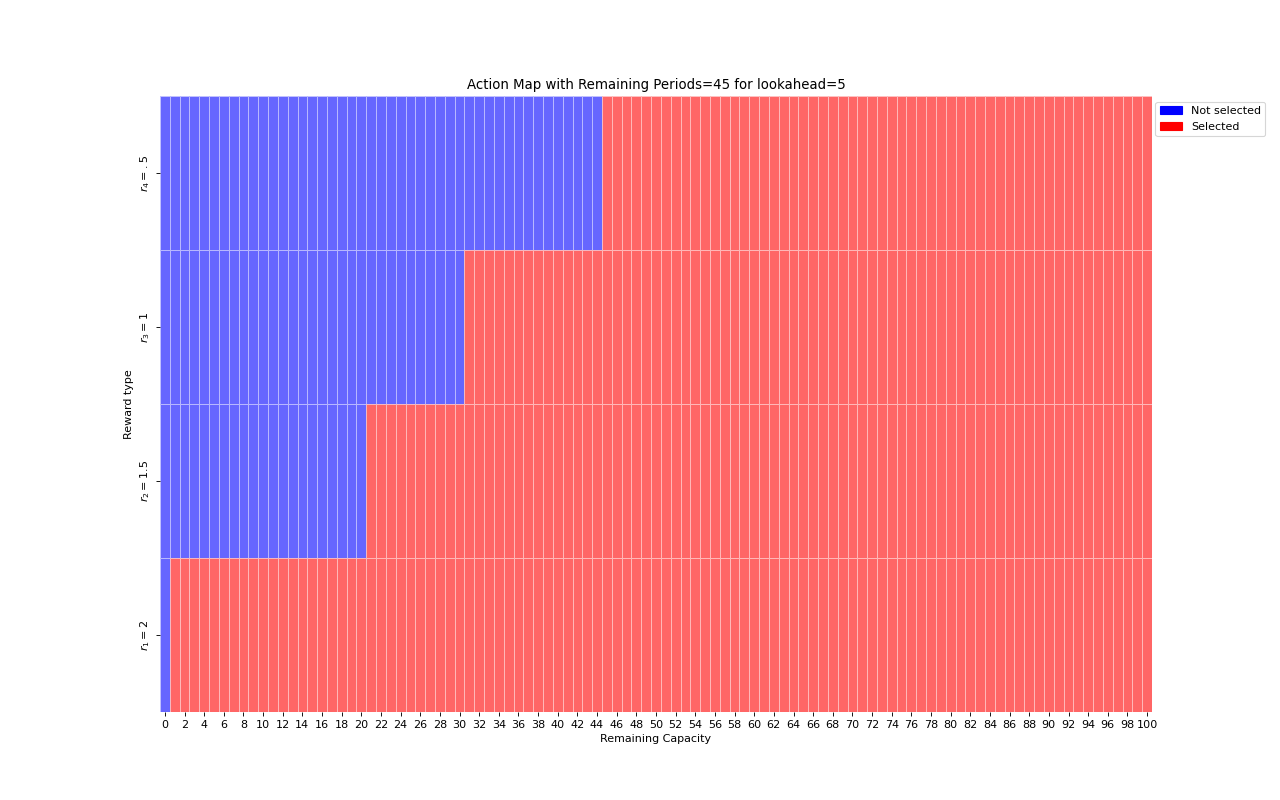 Action Map with Remaining Periods=45 for lookahead=5
Not selected
Selected
Reward type
r₄ = .5
r₃ = 1
r₂ = 1.5
r₁ = 2
0 2 4 6 8 10 12 14 16 18 20 22 24 26 28 30 32 34 36 38 40 42 44 46 48 50 52 54 56 58 60 62 64 66 68 70 72 74 76 78 80 82 84 86 88 90 92 94 96 98 100
Remaining Capacity